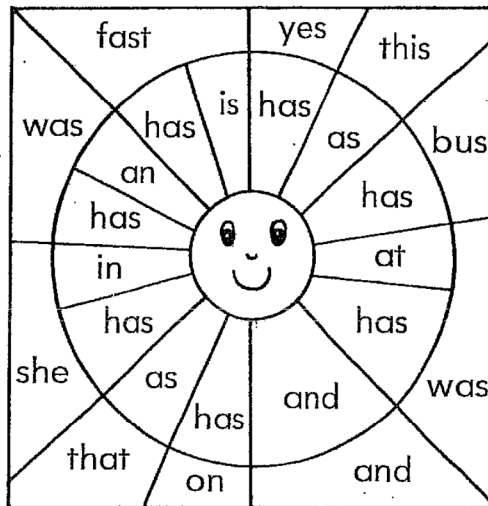 fast
yes
this
was
has
is
has
as
bus
an
has
has
in
at
has
has
she
as
has
and
was
that
on
and